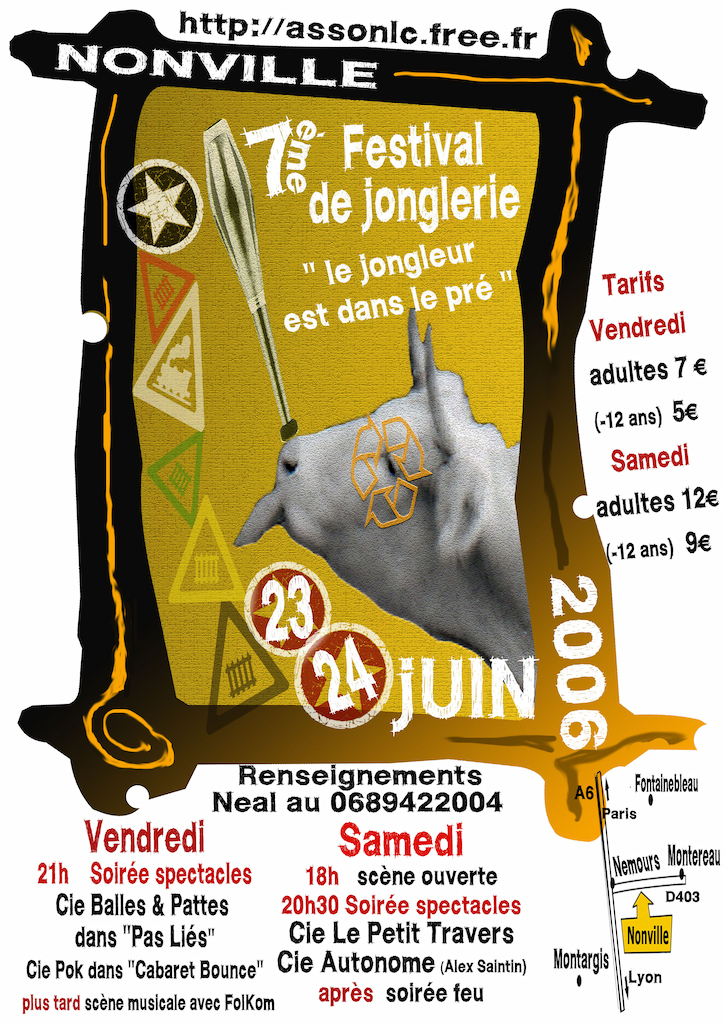 http://assonlc.free.fr
NONVILLE
7ème Festival
de jonglerie
" le jongleur
est dans le pré "
Tarifs
Vendredi
adultes 7 €
(-12 ans) 5€
Samedi
adultes 12€
(-12 ans) 9€
23
24 jUIN
2006
Renseignements
Neal au 0689422004
Vendredi
21h Soirée spectacles
Cie Balles & Pattes
dans "Pas Liés"
Cie Pok dans "Cabaret Bounce"
plus tard scène musicale avec FolKom
Samedi
18h scène ouverte
20h30 Soirée spectacles
Cie Le Petit Travers
Cie Autonome (Alex Saintin)
après soirée feu
A6
Fontainebleau
Paris
Nemours
Montereau
D403
Nonville
Montargis
Lyon